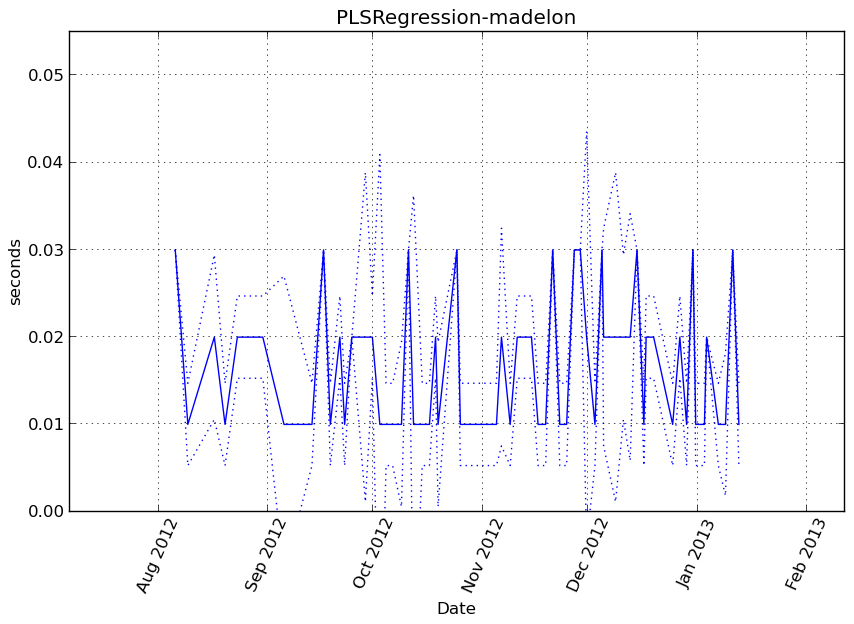 PLSRegression-madelon
seconds
0.05
0.04
0.03
0.02
0.01
0.00
Aug 2012
Sep 2012
Oct 2012
Nov 2012
Dec 2012
Jan 2013
Feb 2013
Date